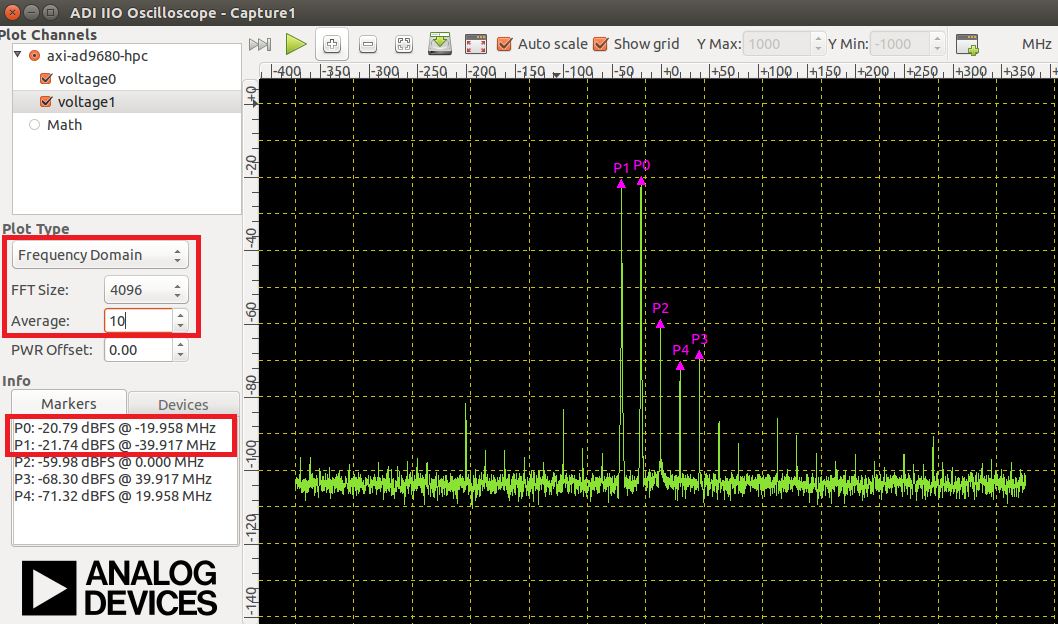 ADI IIO Oscilloscope - Capture1
Plot Channels
axi-ad9680-hpc
voltage0
voltage1
Math
Auto scale Show grid Y Max: 1000 Y Min: -1000 MHz
-400 -350 -300 -250 -200 -150 -100 -50 +0 +50 +100 +150 +200 +250 +300 +350
+0
-20
-40
-60
-80
-100
-120
-140
P1 P0
P2
P3
P4
Plot Type
Frequency Domain
FFT Size: 4096
Average: 10
PWR Offset: 0.00
Info
Markers Devices
P0: -20.79 dBFS @ -19.958 MHz
P1: -21.74 dBFS @ -39.917 MHz
P2: -59.98 dBFS @ 0.000 MHz
P3: -68.30 dBFS @ 39.917 MHz
P4: -71.32 dBFS @ 19.958 MHz
ANALOG
DEVICES